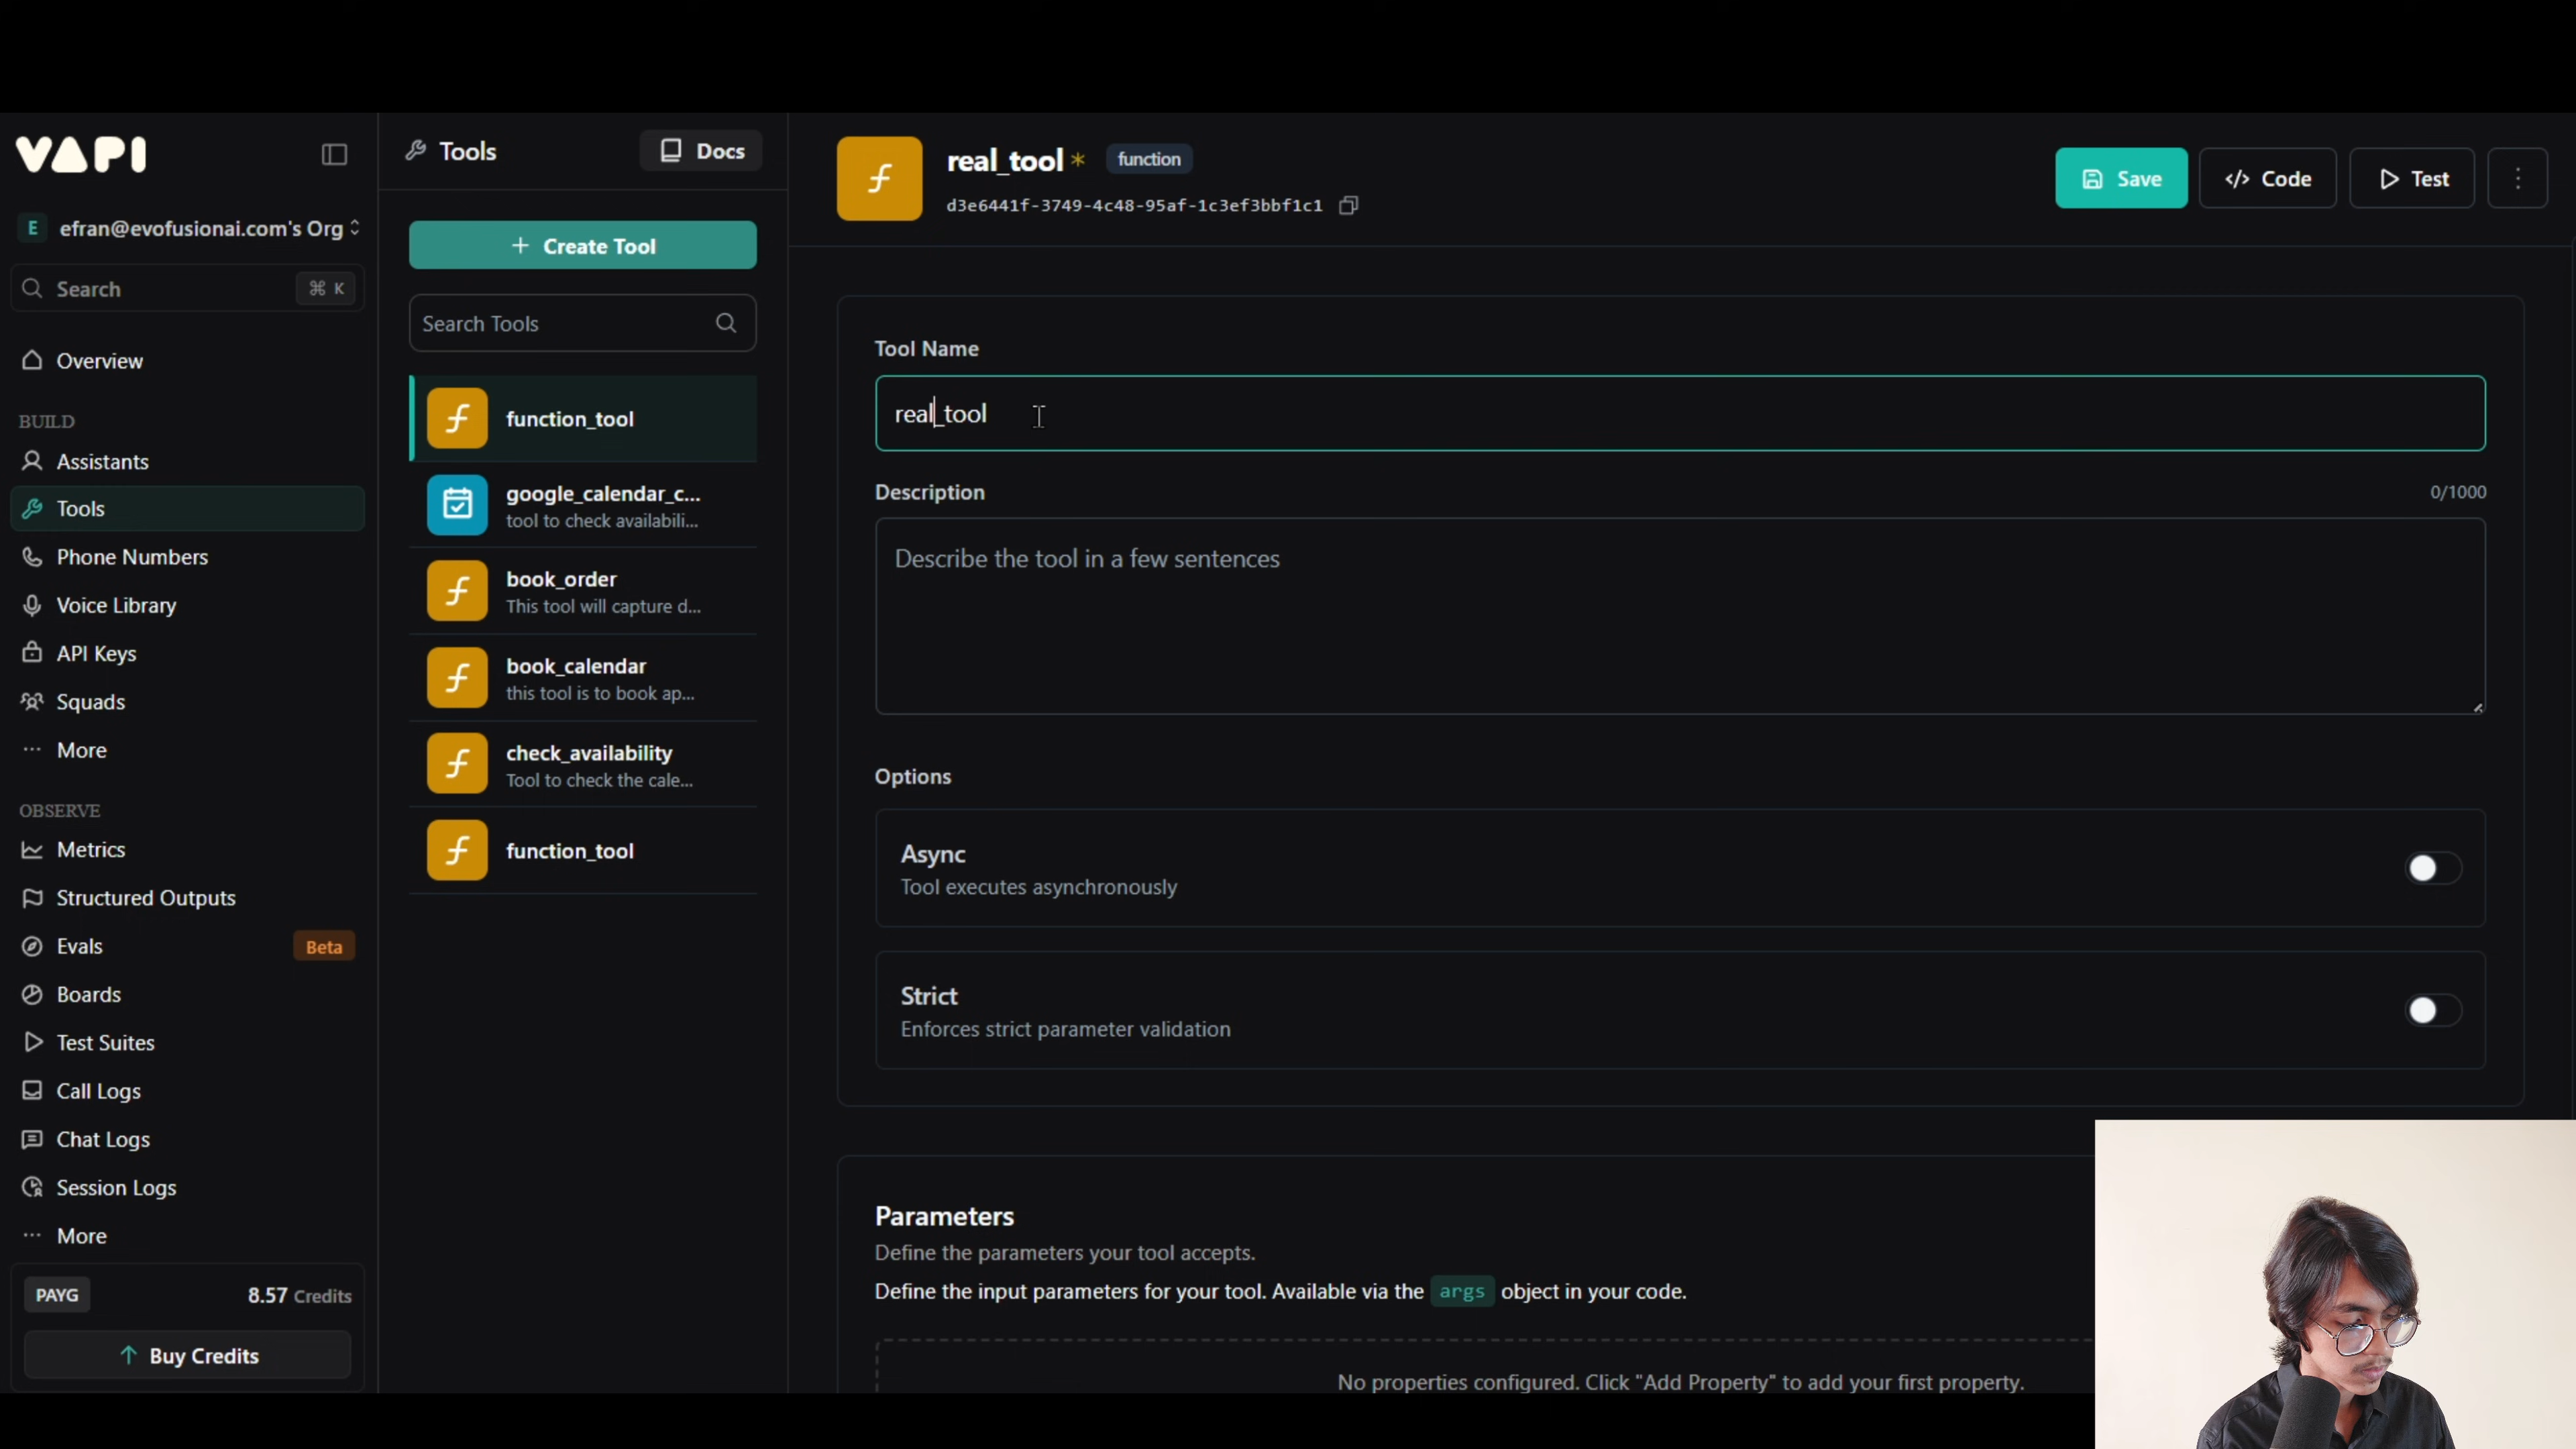 VAPI
E efran@evofusionai.com's Org
Search ⌘ K
Overview
BUILD
Assistants
Tools
Phone Numbers
Voice Library
API Keys
Squads
More
OBSERVE
Metrics
Structured Outputs
Evals Beta
Boards
Test Suites
Call Logs
Chat Logs
Session Logs
More
PAYG 8.57 Credits
Buy Credits
Tools Docs
+ Create Tool
Search Tools
function_tool
google_calendar_c...
tool to check availabili...
book_order
This tool will capture d...
book_calendar
this tool is to book ap...
check_availability
Tool to check the cale...
function_tool
real_tool * function
d3e6441f-3749-4c48-95af-1c3ef3bbf1c1
Save </> Code Test
Tool Name
real_tool
Description 0/1000
Describe the tool in a few sentences
Options
Async
Tool executes asynchronously
Strict
Enforces strict parameter validation
Parameters
Define the parameters your tool accepts.
Define the input parameters for your tool. Available via the args object in your code.
No properties configured. Click "Add Property" to add your first property.